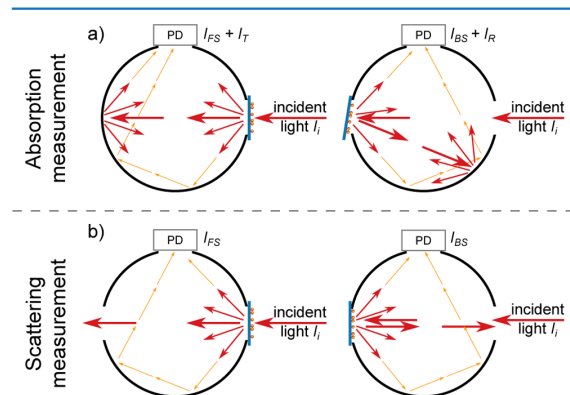 a)
PD
I_FS + I_T
PD
I_BS + I_R
Absorption
measurement
incident
light I_i
incident
light I_i
b)
PD
I_FS
PD
I_BS
Scattering
measurement
incident
light I_i
incident
light I_i